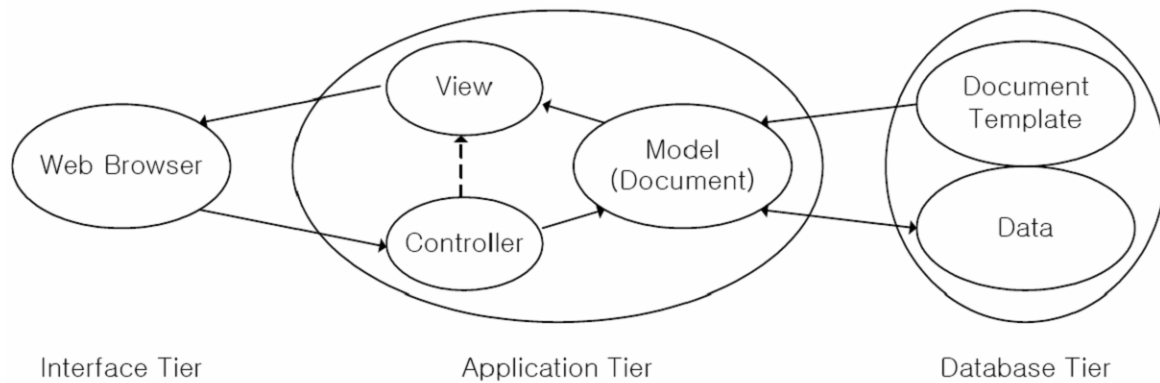 Web Browser
View
Controller
Model
(Document)
Document
Template
Data
Interface Tier
Application Tier
Database Tier